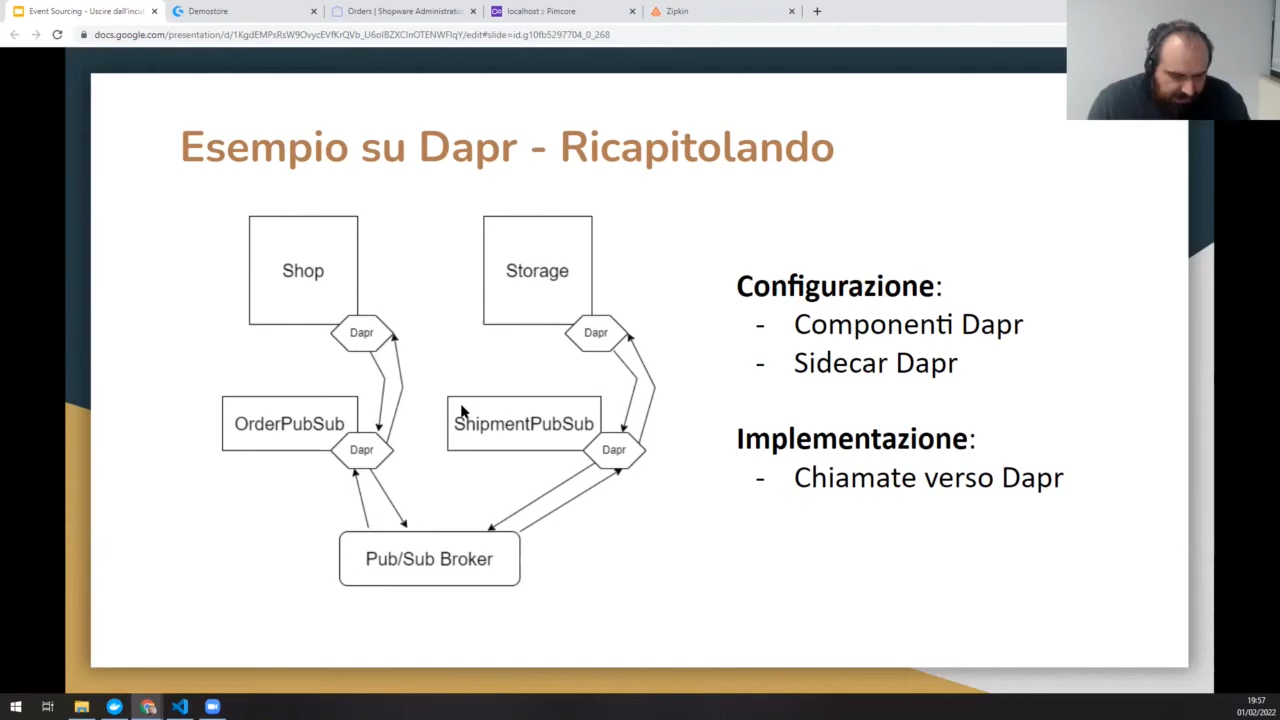 Event Sourcing - Uscire dall'incul
Demostore
Orders | Shopware Administratio
localhost :: Pimcore
Zipkin
docs.google.com/presentation/d/1KgdEMPsRsW9OvycEVfKrQVb_U6oIBZXCInOTENWFIqY/edit#slide=id.g10fb5297704_0_268
Esempio su Dapr - Ricapitolando
Shop
Storage
Dapr
Dapr
OrderPubSub
ShipmentPubSub
Dapr
Dapr
Pub/Sub Broker
Configurazione:
- Componenti Dapr
- Sidecar Dapr
Implementazione:
- Chiamate verso Dapr
19:57
01/02/2022